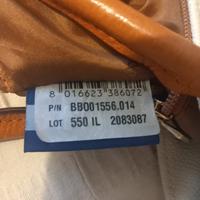 8 016623 386072
P/N BB001556.014
LOT 550 IL 2083087